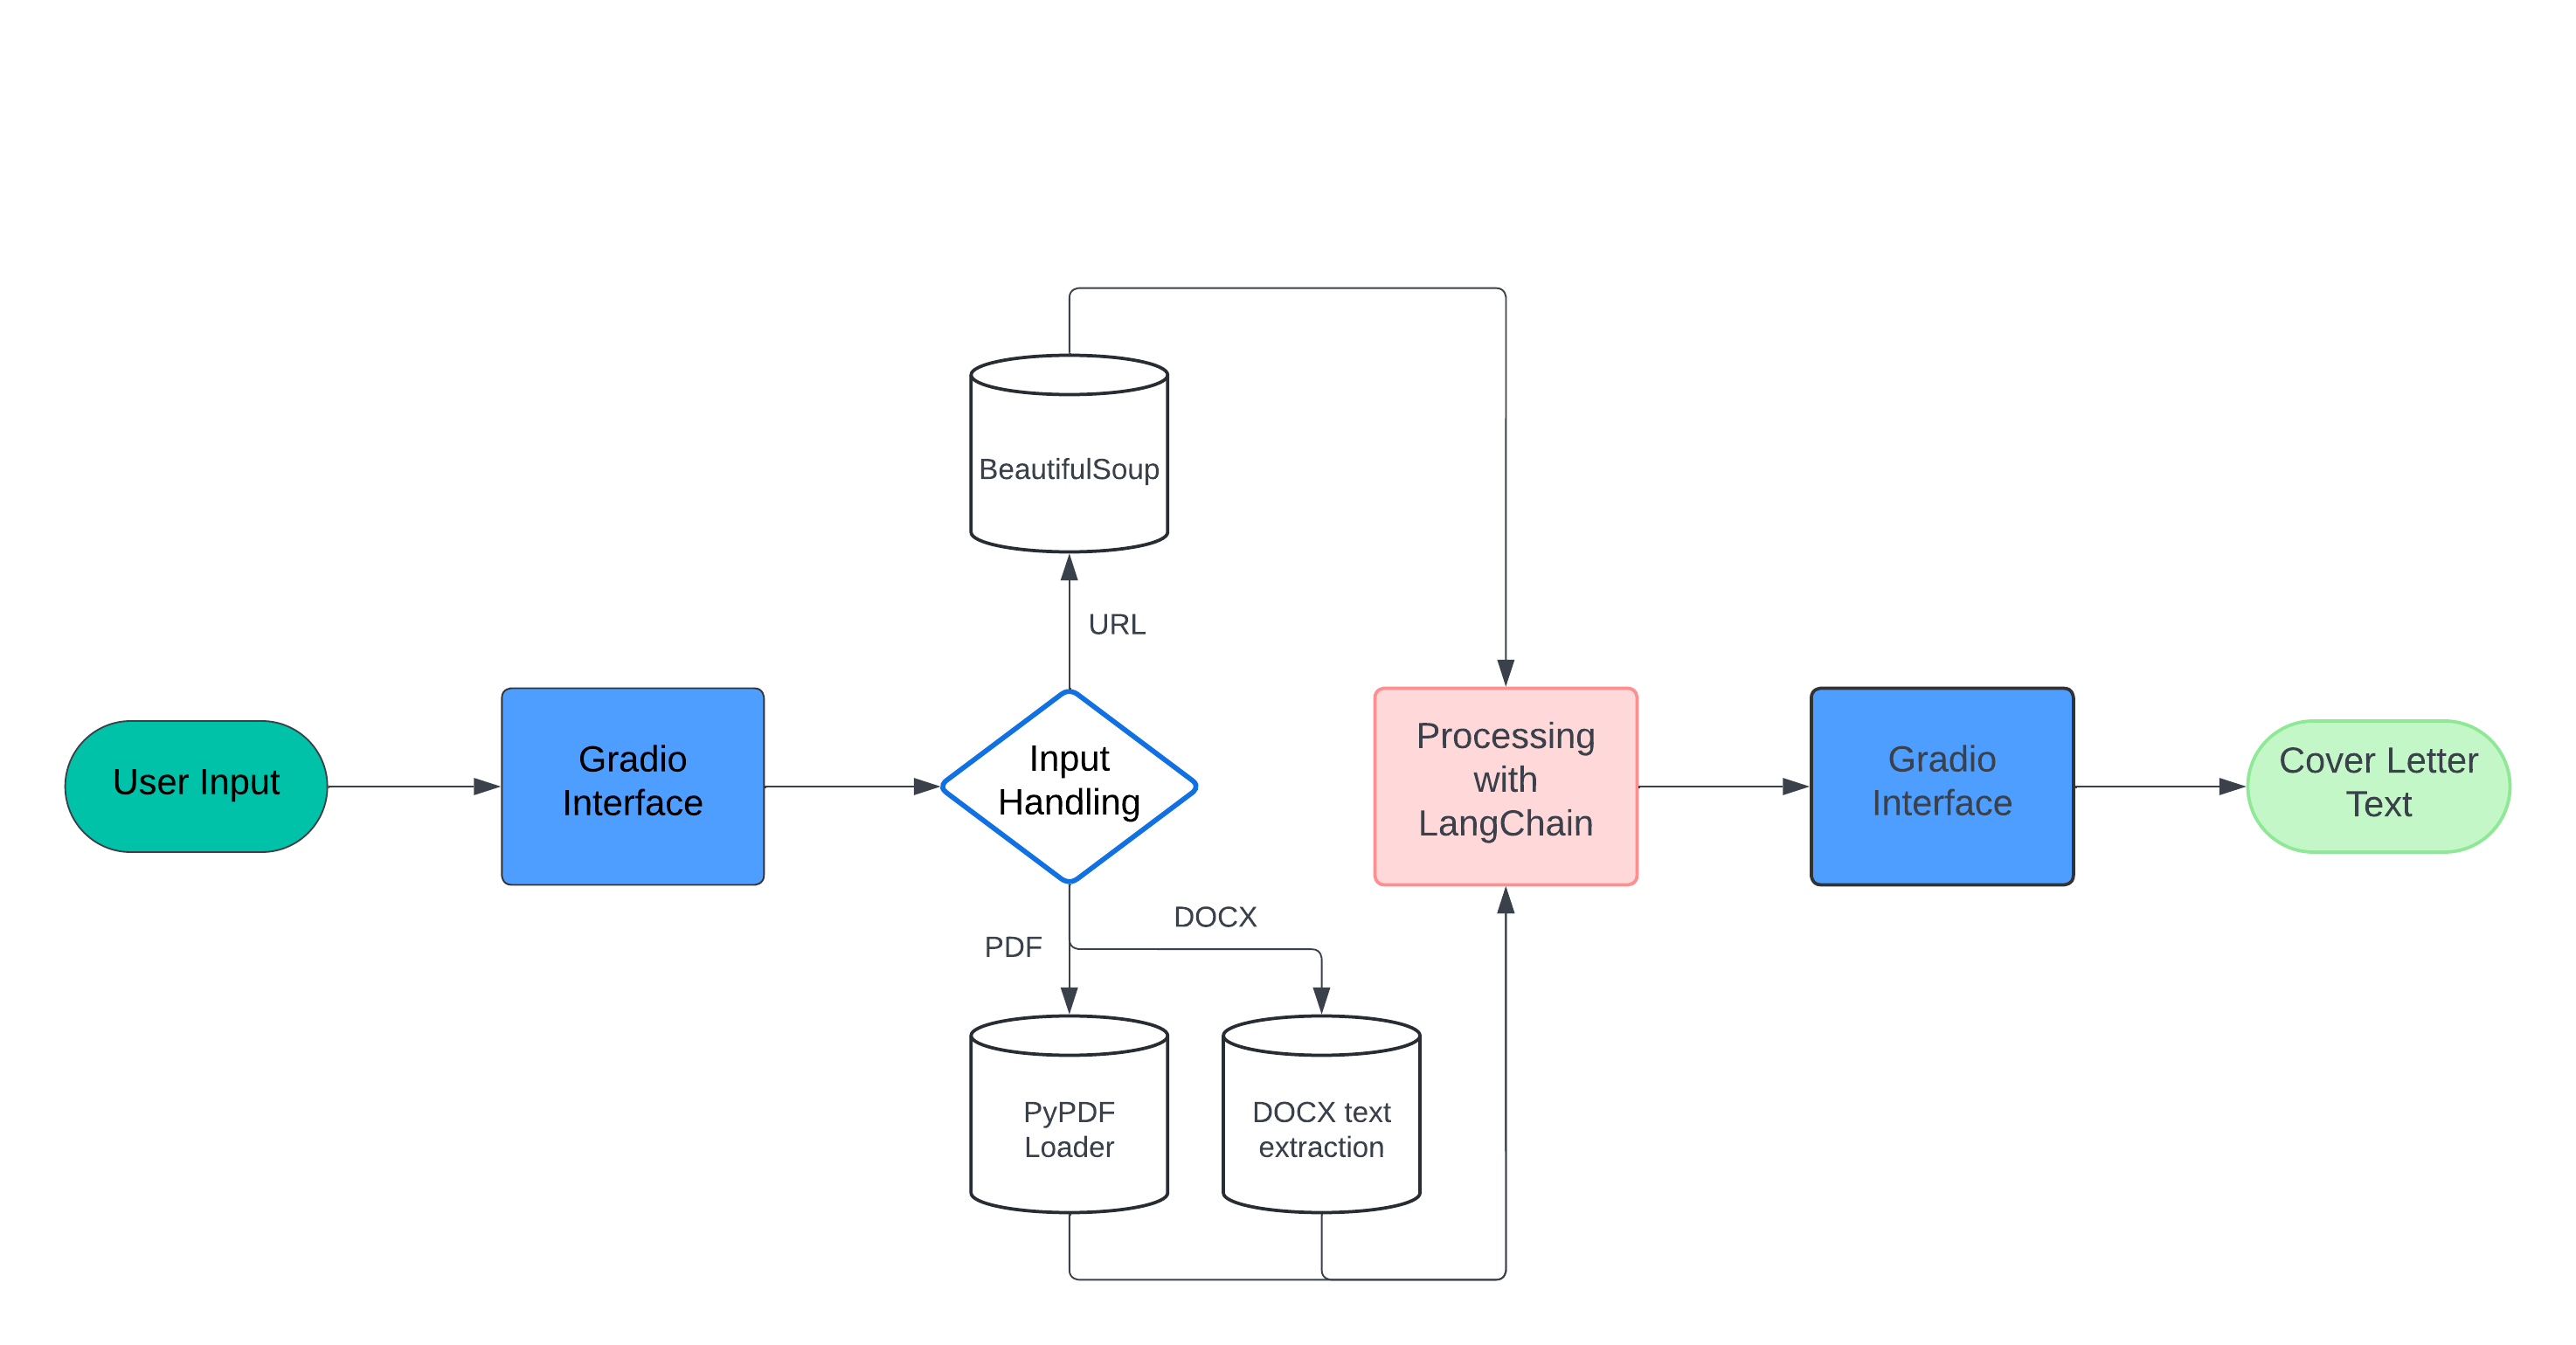 BeautifulSoup
URL
User Input
Gradio
Interface
Input
Handling
Processing
with
LangChain
Gradio
Interface
Cover Letter
Text
DOCX
PDF
PyPDF
Loader
DOCX text
extraction